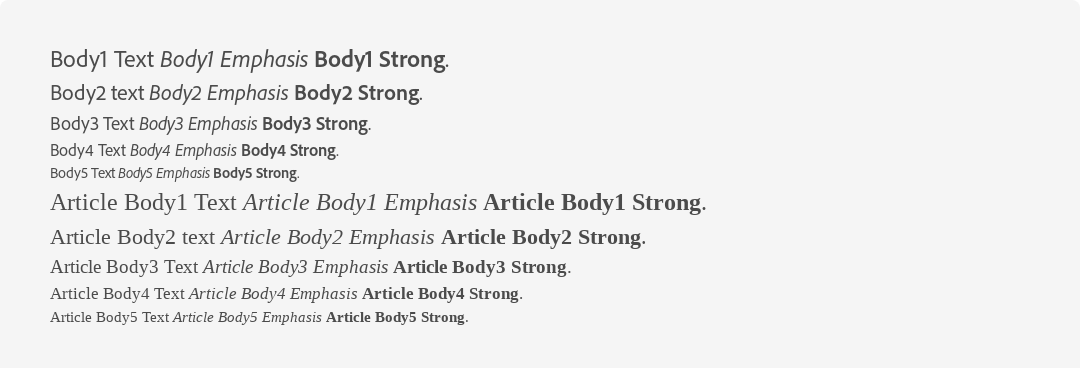 Body1 Text Body1 Emphasis Body1 Strong.
Body2 text Body2 Emphasis Body2 Strong.
Body3 Text Body3 Emphasis Body3 Strong.
Body4 Text Body4 Emphasis Body4 Strong.
Body5 Text Body5 Emphasis Body5 Strong.
Article Body1 Text Article Body1 Emphasis Article Body1 Strong.
Article Body2 text Article Body2 Emphasis Article Body2 Strong.
Article Body3 Text Article Body3 Emphasis Article Body3 Strong.
Article Body4 Text Article Body4 Emphasis Article Body4 Strong.
Article Body5 Text Article Body5 Emphasis Article Body5 Strong.